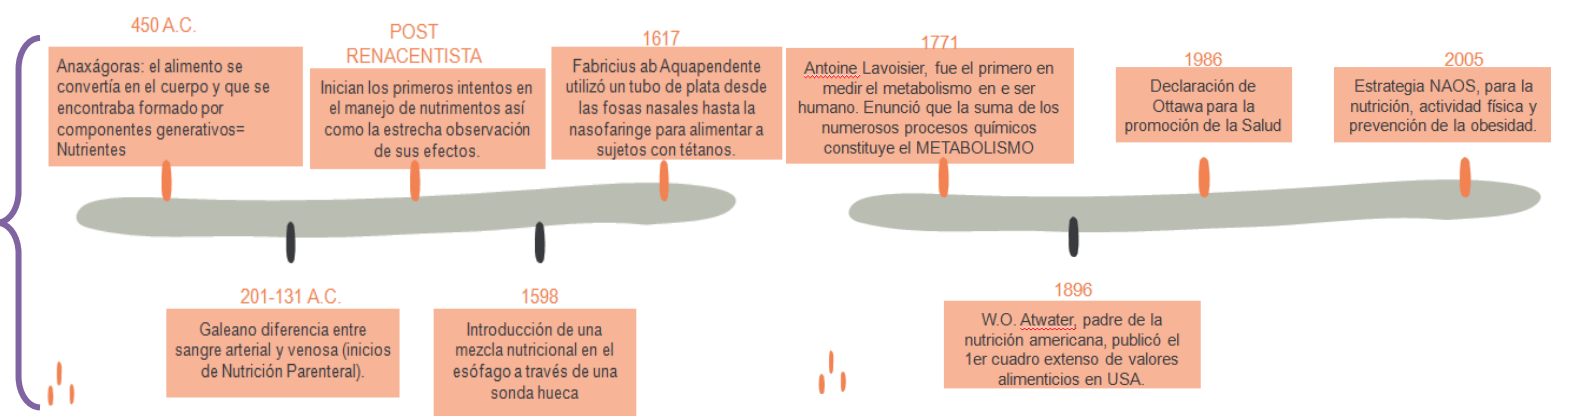 450 A.C.
Anaxágoras: el alimento se
convertía en el cuerpo y que se
encontraba formado por
componentes generativos=
Nutrientes
201-131 A.C.
Galeano diferencia entre
sangre arterial y venosa (inicios
de Nutrición Parenteral).
POST
RENACENTISTA
Inician los primeros intentos en
el manejo de nutrimentos así
como la estrecha observación
de sus efectos.
1598
Introducción de una
mezcla nutricional en el
esófago a través de una
sonda hueca
1617
Fabricius ab Aquapendente
utilizó un tubo de plata desde
las fosas nasales hasta la
nasofaringe para alimentar a
sujetos con tétanos.
1771
Antoine Lavoisier, fue el primero en
medir el metabolismo en e ser
humano. Enunció que la suma de los
numerosos procesos químicos
constituye el METABOLISMO
1896
W.O. Atwater, padre de la
nutrición americana, publicó el
1er cuadro extenso de valores
alimenticios en USA.
1986
Declaración de
Ottawa para la
promoción de la Salud
2005
Estrategia NAOS, para la
nutrición, actividad física y
prevención de la obesidad.